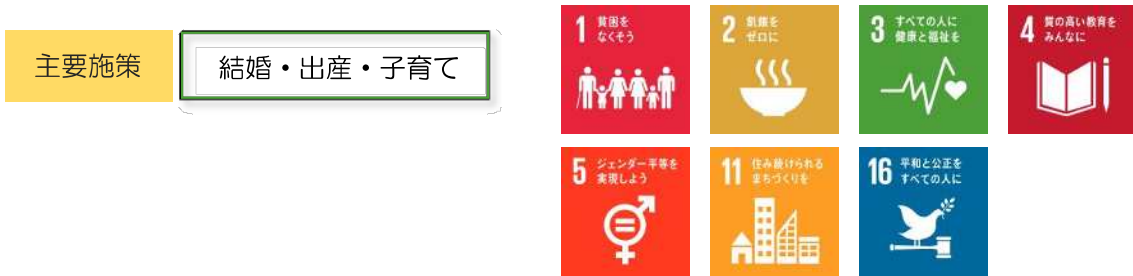 主要施策
結婚・出産・子育て
1 貧困を
なくそう
2 飢餓を
ゼロに
3 すべての人に
健康と福祉を
4 質の高い教育を
みんなに
5 ジェンダー平等を
実現しよう
11 住み続けられる
まちづくりを
16 平和と公正を
すべての人に